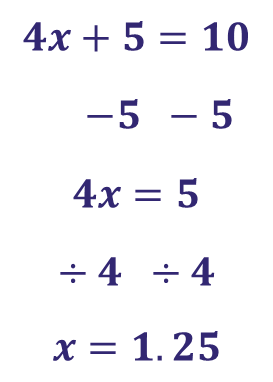 4x + 5 = 10
−5 − 5
4x = 5
÷ 4 ÷ 4
x = 1.25